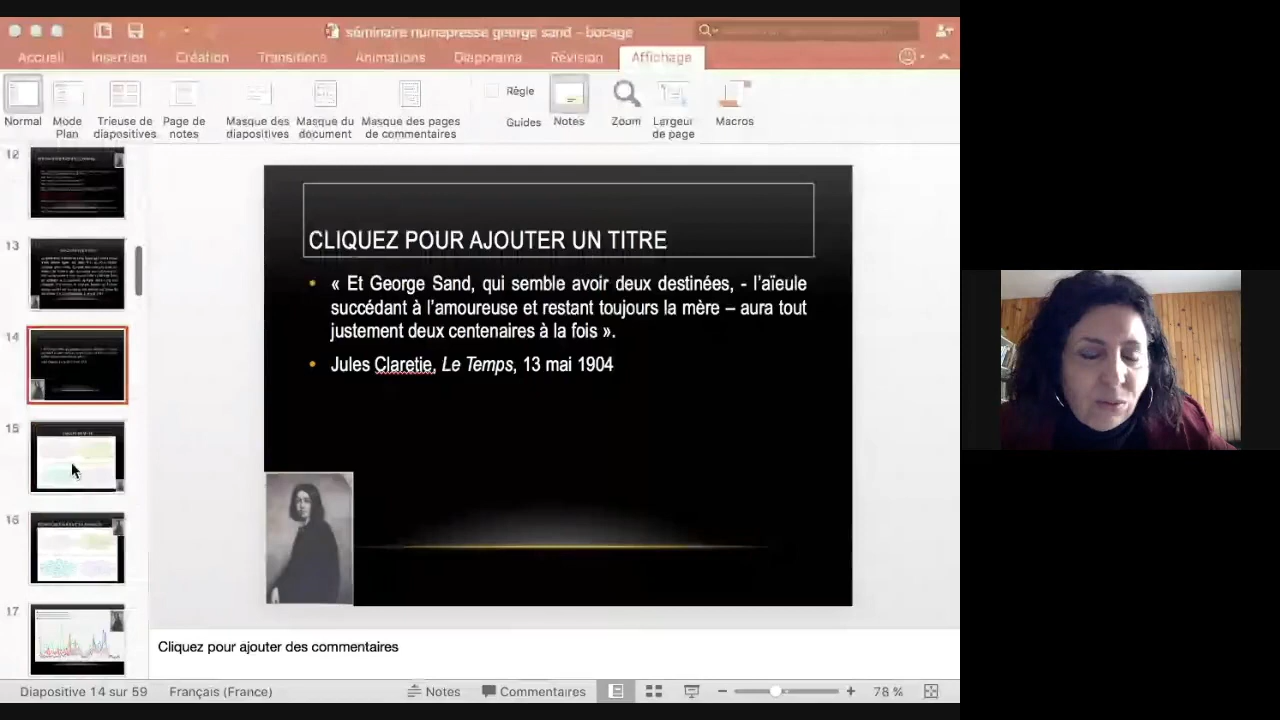 séminaire numapresse george sand – bocage
Accueil Insertion Création Transitions Animations Diaporama Révision Affichage
Normal
Mode Plan
Trieuse de diapositives
Page de notes
Masque des diapositives
Masque du document
Masque des pages de commentaires
Règle
Guides
Notes
Zoom
Largeur de page
Macros
12
13
14
15
16
17
CLIQUEZ POUR AJOUTER UN TITRE
• « Et George Sand, qui semble avoir deux destinées, - l’aïeule
succédant à l’amoureuse et restant toujours la mère – aura tout
justement deux centenaires à la fois ».
• Jules Claretie, Le Temps, 13 mai 1904
Cliquez pour ajouter des commentaires
Diapositive 14 sur 59 Français (France) Notes Commentaires 78 %